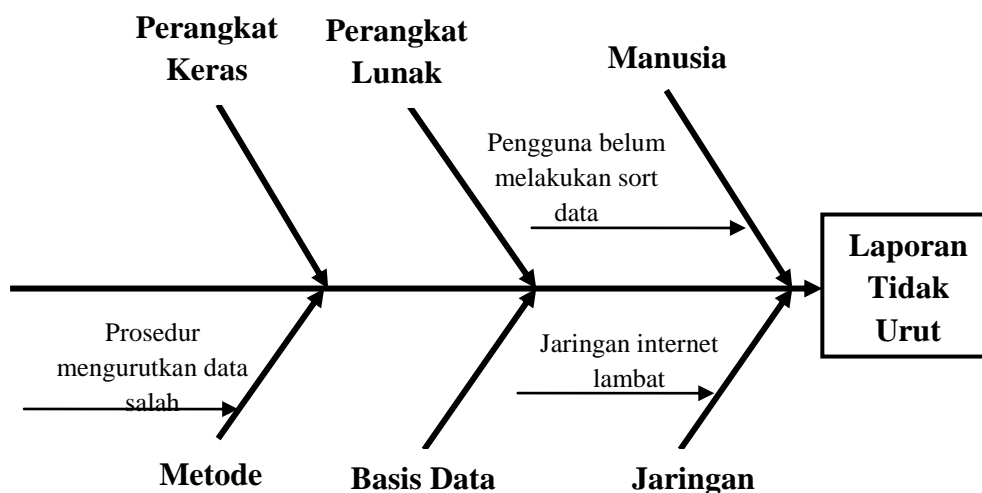 Perangkat
Keras
Perangkat
Lunak
Manusia
Pengguna belum
melakukan sort
data
Laporan
Tidak
Urut
Prosedur
mengurutkan data
salah
Jaringan internet
lambat
Metode
Basis Data
Jaringan